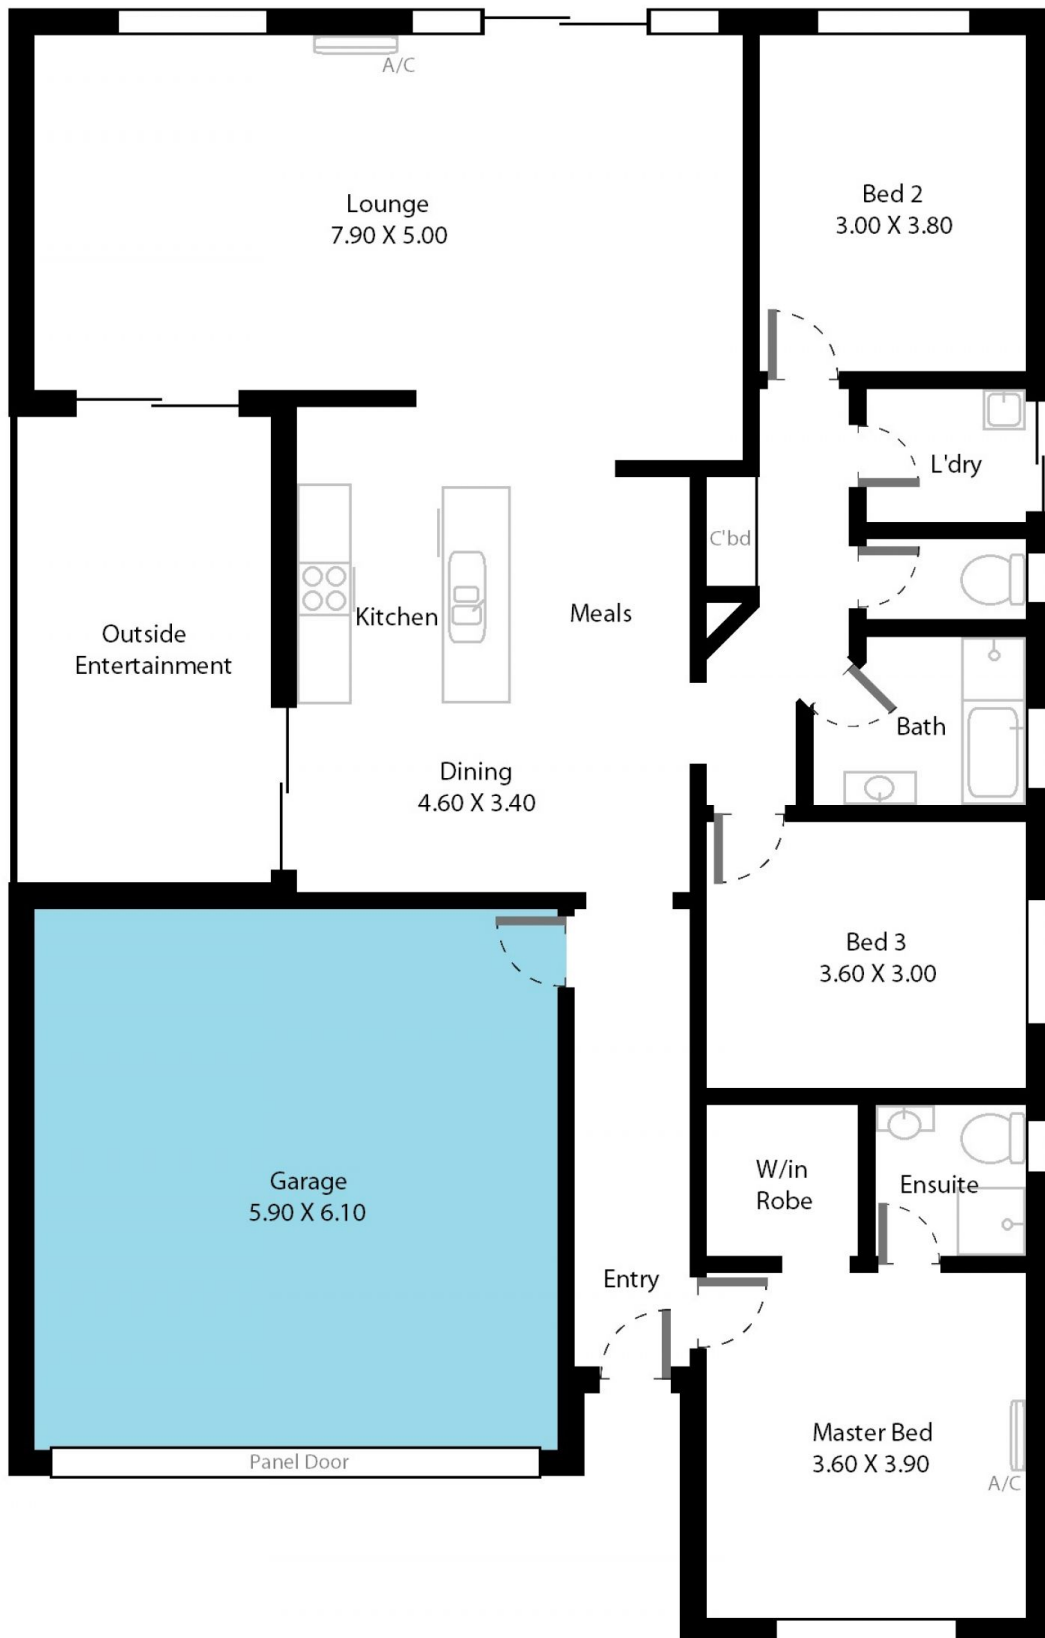 A/C
Lounge
7.90 X 5.00
Bed 2
3.00 X 3.80
L'dry
C'bd
Kitchen
Meals
Outside
Entertainment
Bath
Dining
4.60 X 3.40
Bed 3
3.60 X 3.00
Garage
5.90 X 6.10
W/in
Robe
Ensuite
Entry
Master Bed
3.60 X 3.90
A/C
Panel Door